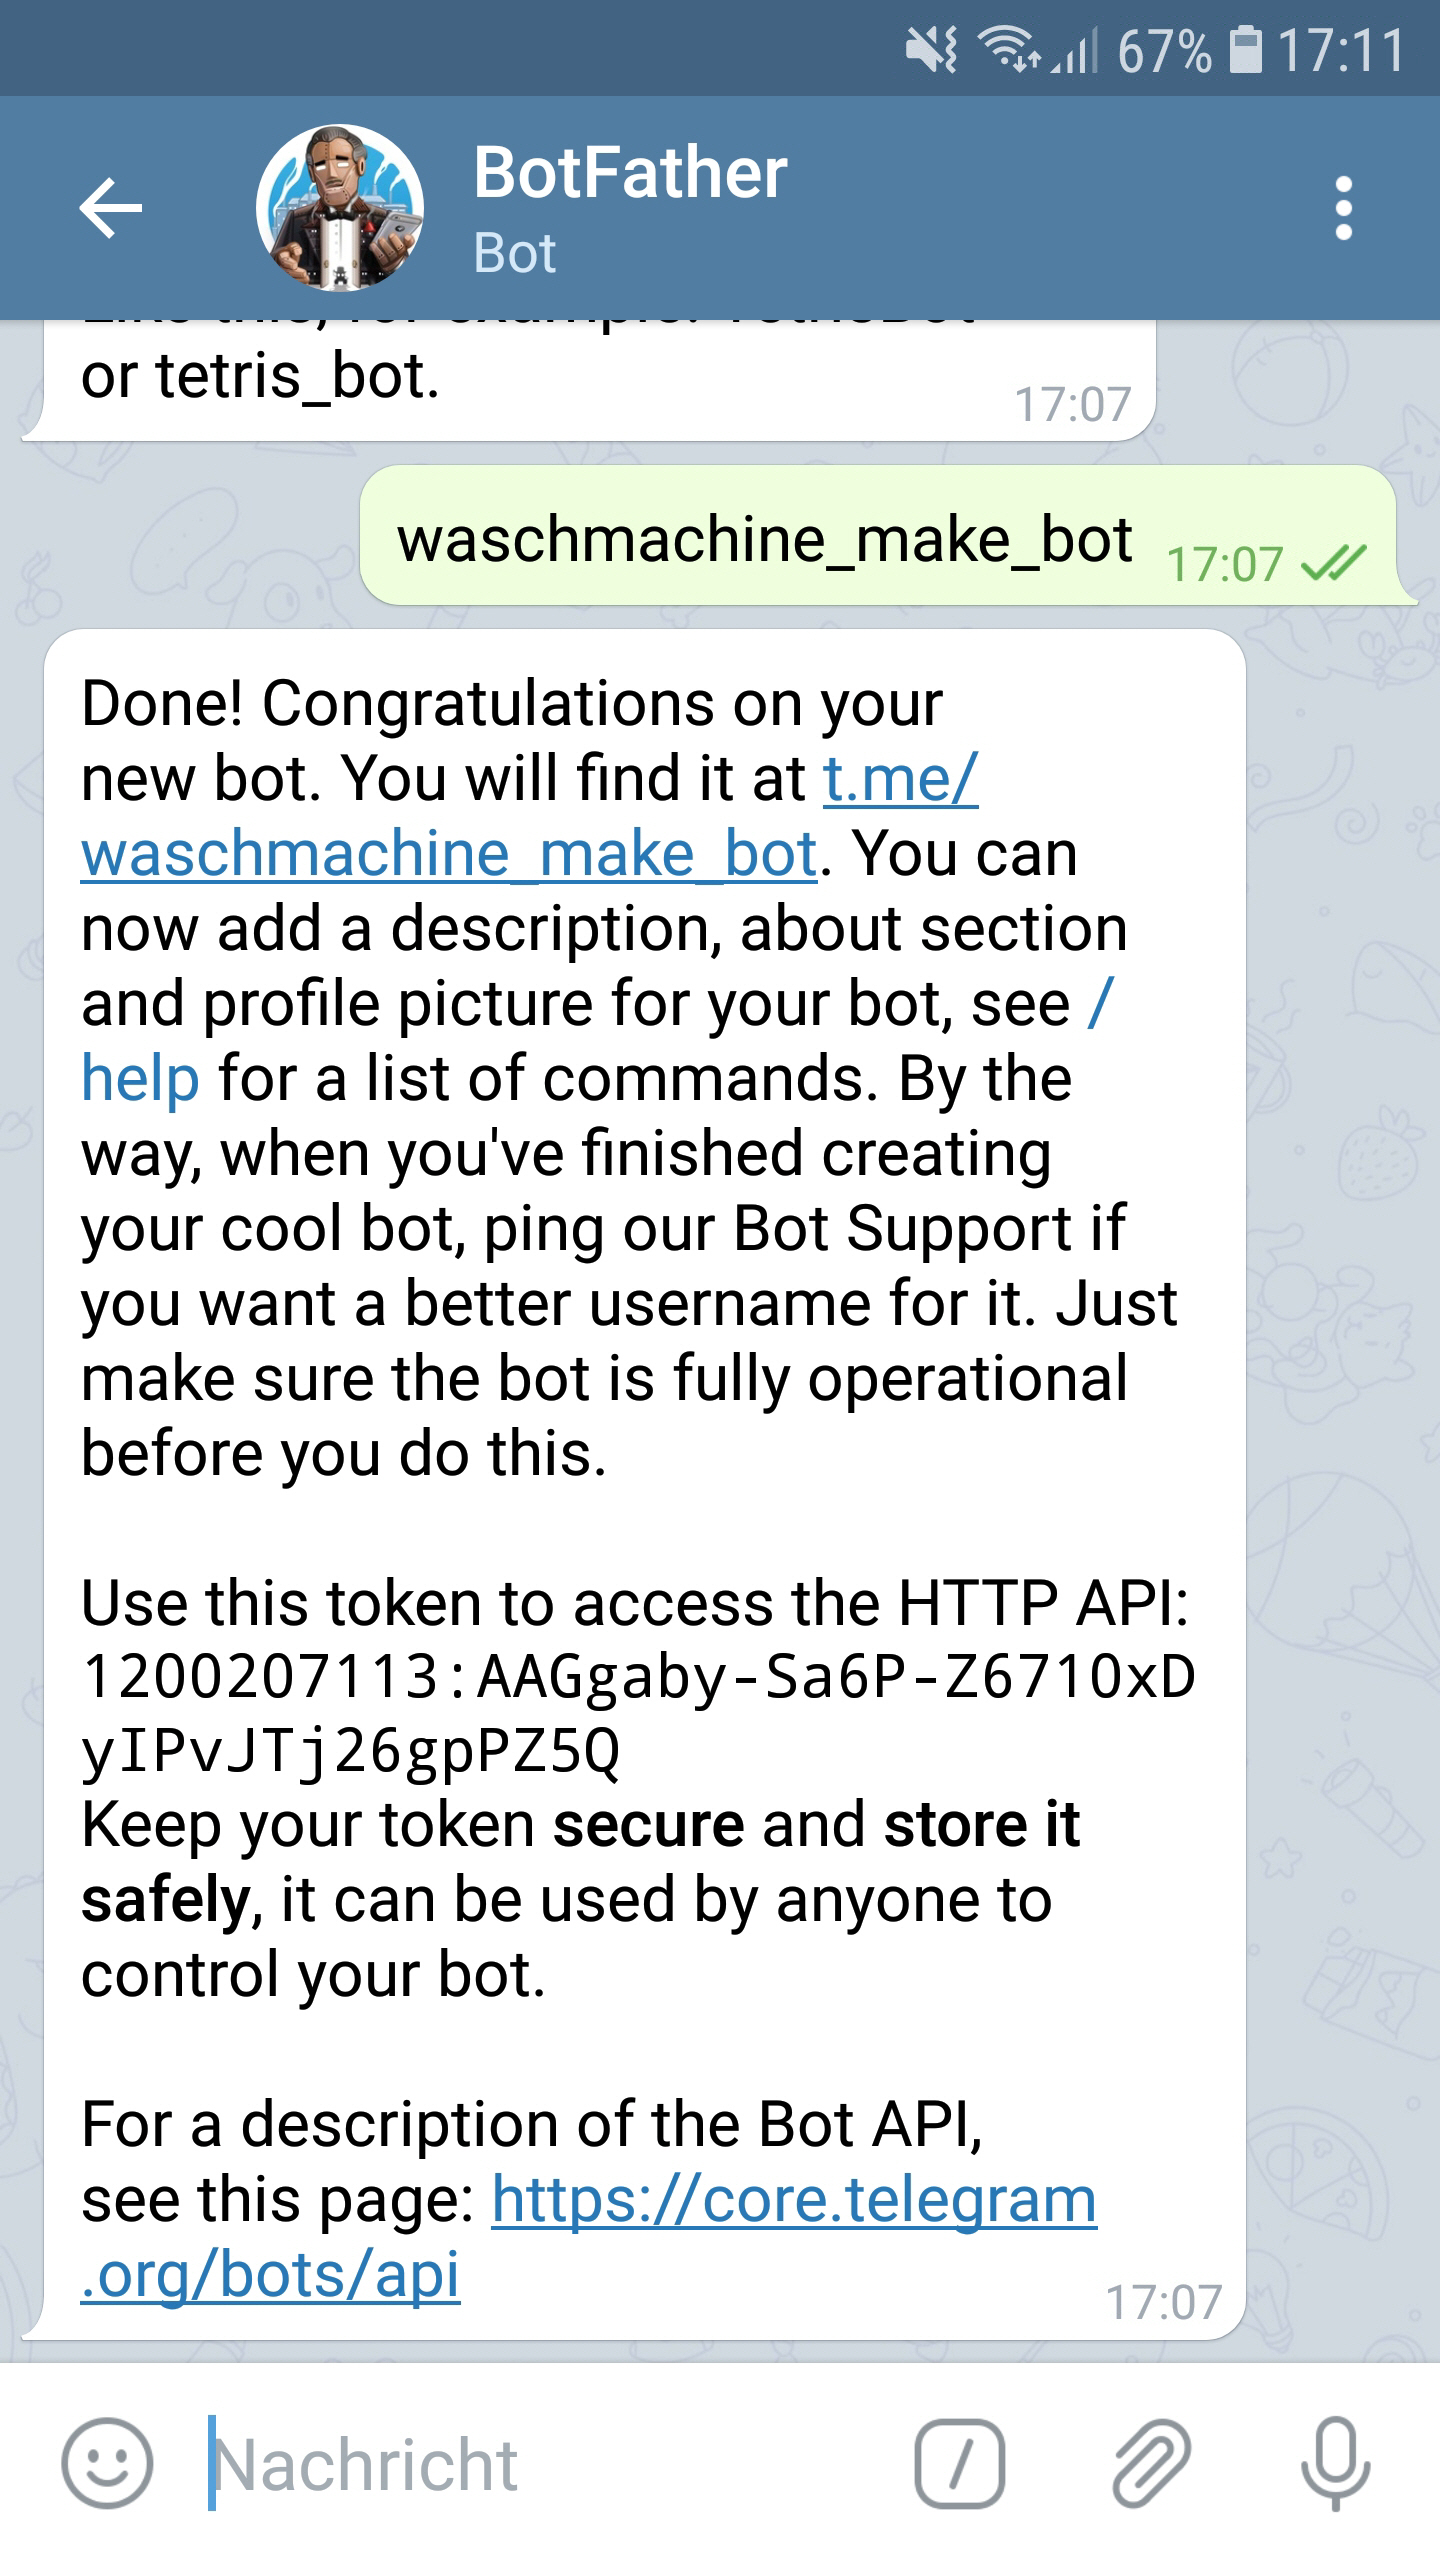 67% 17:11
BotFather
Bot
or tetris_bot.
17:07
waschmachine_make_bot 17:07
Done! Congratulations on your
new bot. You will find it at t.me/
waschmachine_make_bot. You can
now add a description, about section
and profile picture for your bot, see /
help for a list of commands. By the
way, when you've finished creating
your cool bot, ping our Bot Support if
you want a better username for it. Just
make sure the bot is fully operational
before you do this.
Use this token to access the HTTP API:
1200207113:AAGgaby-Sa6P-Z6710xD
yIPvJTj26gpPZ5Q
Keep your token secure and store it
safely, it can be used by anyone to
control your bot.
For a description of the Bot API,
see this page: https://core.telegram
.org/bots/api
17:07
Nachricht